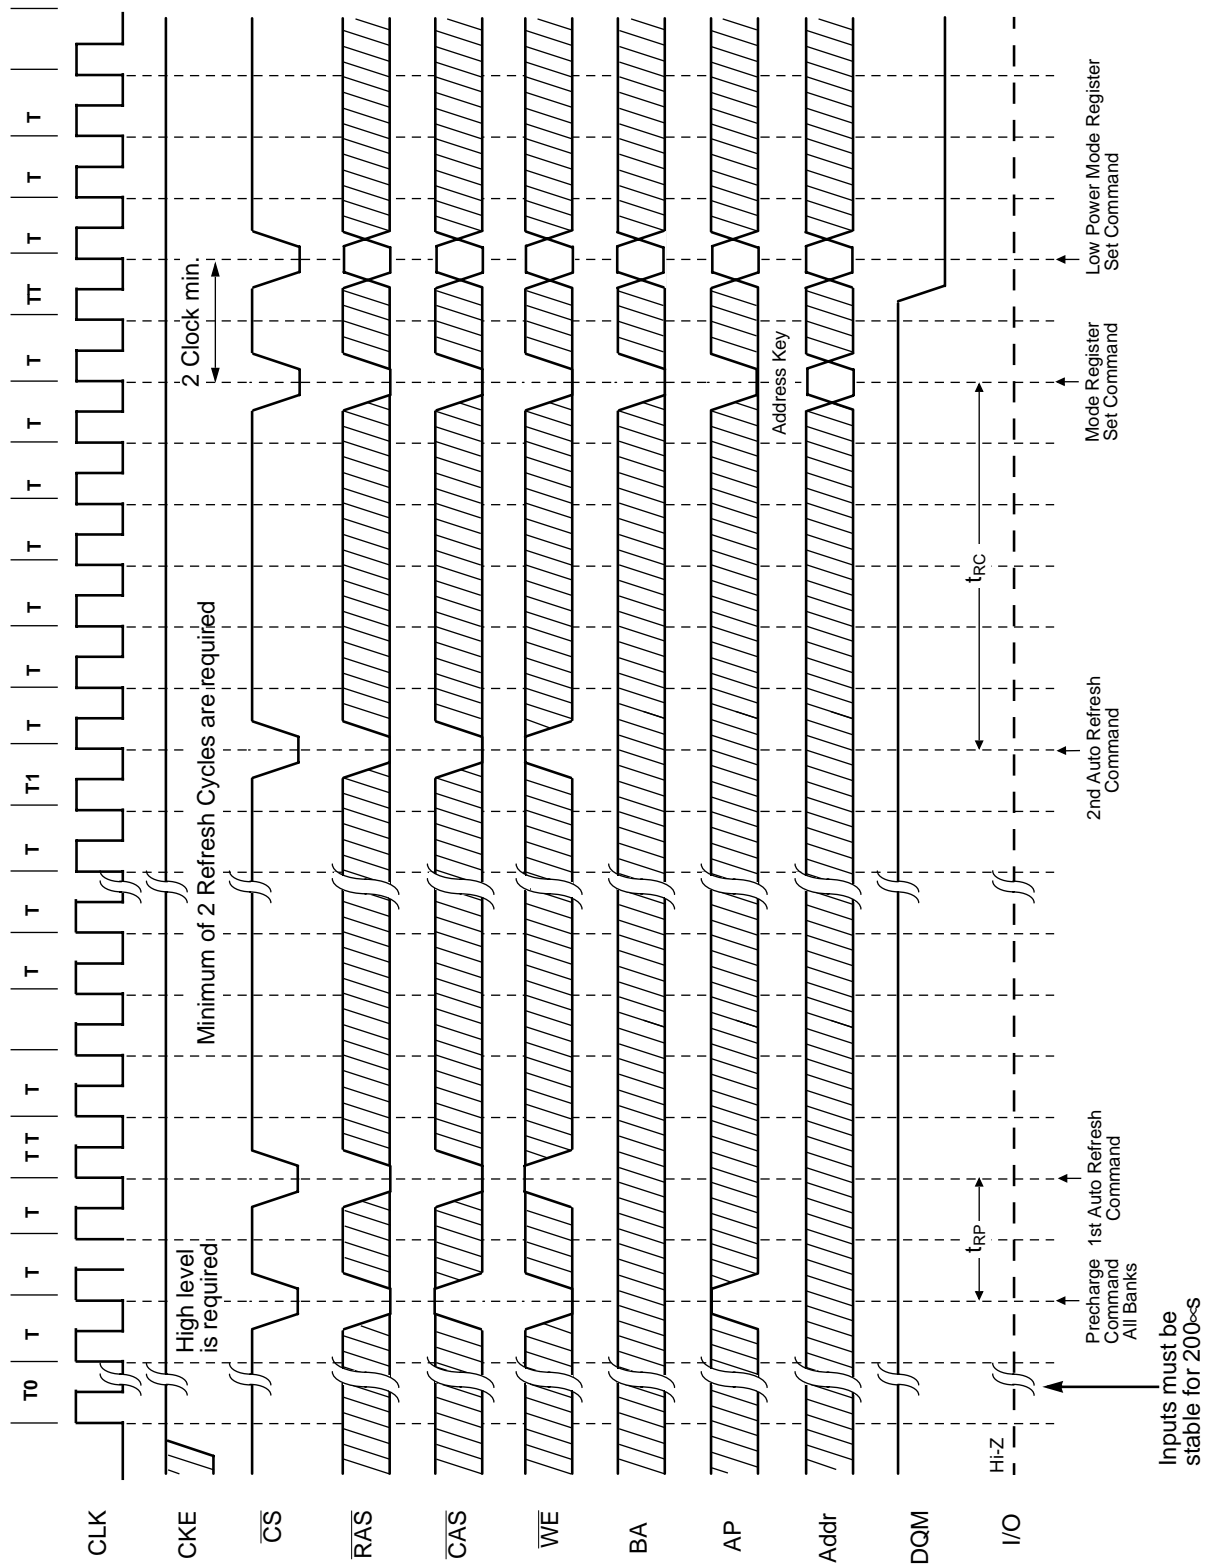 T0 T T T T T T T T T T1 T T T T T T TT T T T
CLK
CKE
High level
is required
Minimum of 2 Refresh Cycles are required
2 Clock min.
CS
RAS
CAS
WE
BA
AP
Address Key
Addr
DQM
I/O
Hi-Z
tRP
tRC
Precharge
Command
All Banks
1st Auto Refresh
Command
2nd Auto Refresh
Command
Mode Register
Set Command
Low Power Mode Register
Set Command
Inputs must be
stable for 200∝s